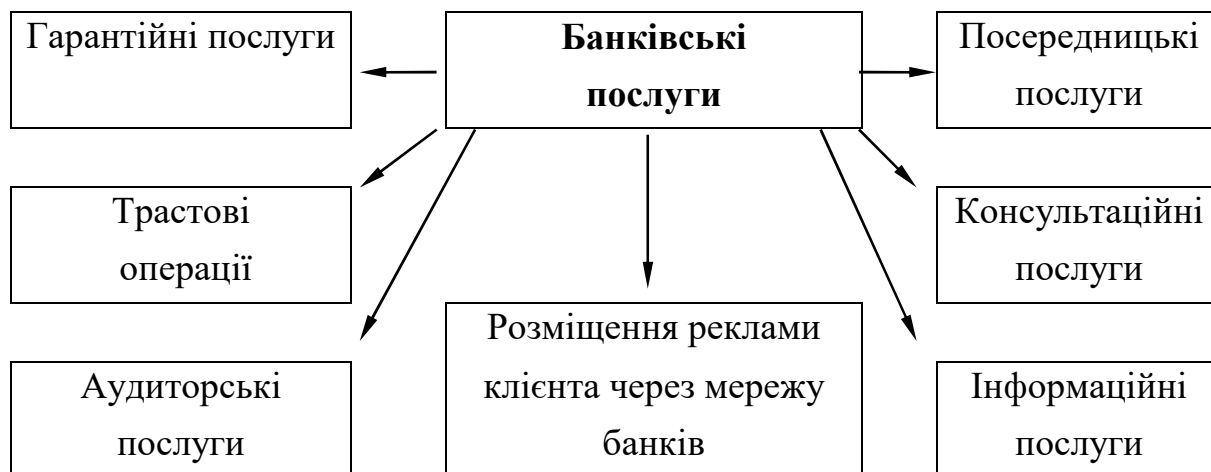 Гарантійні послуги
Банківські
послуги
Посередницькі
послуги
Трастові
операції
Консультаційні
послуги
Аудиторські
послуги
Розміщення реклами
клієнта через мережу
банків
Інформаційні
послуги